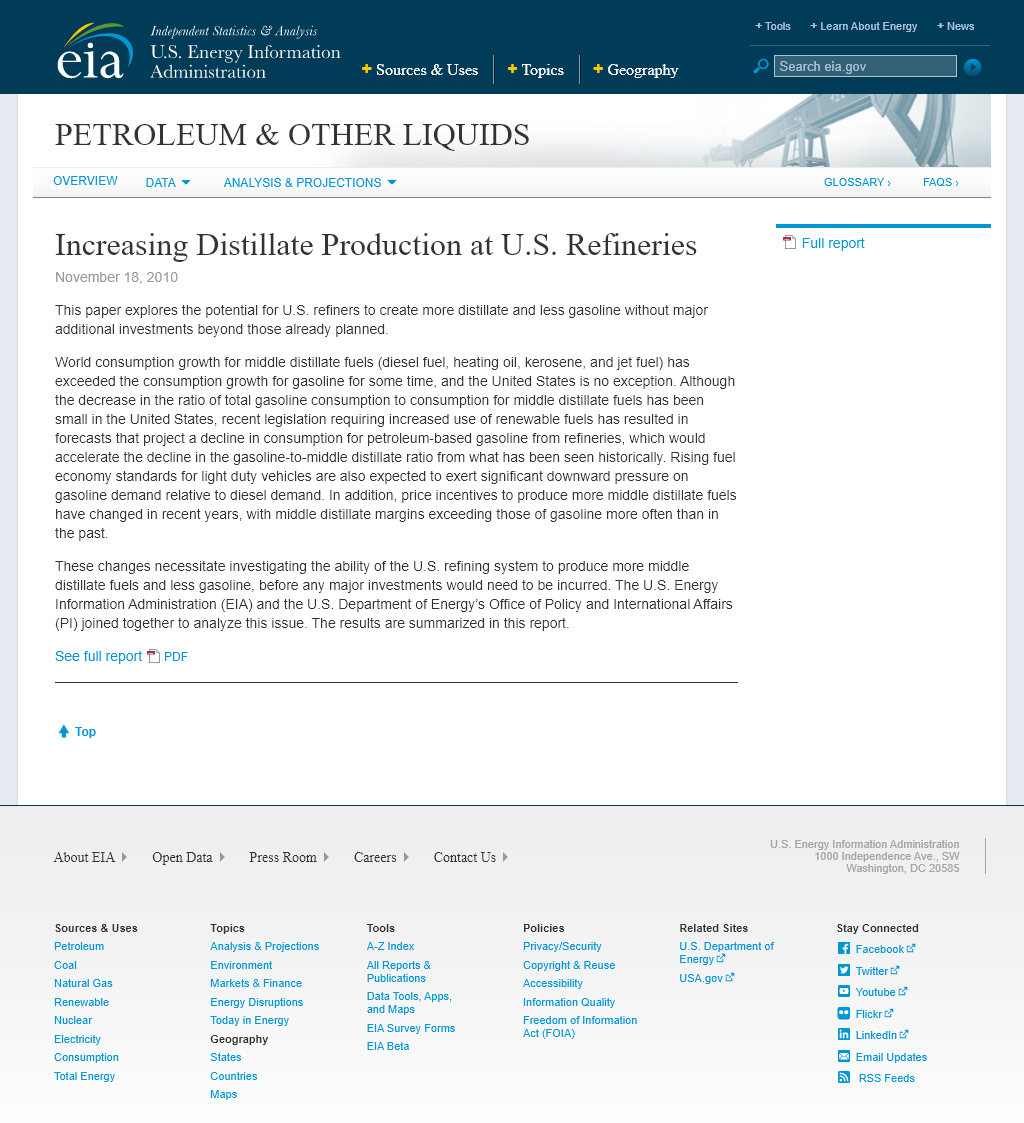 eia
Independent Statistics & Analysis
U.S. Energy Information
Administration
+ Sources & Uses
+ Topics
+ Geography
+ Tools
+ Learn About Energy
+ News
Search eia.gov
PETROLEUM & OTHER LIQUIDS
OVERVIEW
DATA
ANALYSIS & PROJECTIONS
GLOSSARY ›
FAQS ›
Increasing Distillate Production at U.S. Refineries
November 18, 2010
This paper explores the potential for U.S. refiners to create more distillate and less gasoline without major
additional investments beyond those already planned.
World consumption growth for middle distillate fuels (diesel fuel, heating oil, kerosene, and jet fuel) has
exceeded the consumption growth for gasoline for some time, and the United States is no exception. Although
the decrease in the ratio of total gasoline consumption to consumption for middle distillate fuels has been
small in the United States, recent legislation requiring increased use of renewable fuels has resulted in
forecasts that project a decline in consumption for petroleum-based gasoline from refineries, which would
accelerate the decline in the gasoline-to-middle distillate ratio from what has been seen historically. Rising fuel
economy standards for light duty vehicles are also expected to exert significant downward pressure on
gasoline demand relative to diesel demand. In addition, price incentives to produce more middle distillate fuels
have changed in recent years, with middle distillate margins exceeding those of gasoline more often than in
the past.
These changes necessitate investigating the ability of the U.S. refining system to produce more middle
distillate fuels and less gasoline, before any major investments would need to be incurred. The U.S. Energy
Information Administration (EIA) and the U.S. Department of Energy’s Office of Policy and International Affairs
(PI) joined together to analyze this issue. The results are summarized in this report.
See full report PDF
Full report
Top
About EIA
Open Data
Press Room
Careers
Contact Us
U.S. Energy Information Administration
1000 Independence Ave., SW
Washington, DC 20585
Sources & Uses
Petroleum
Coal
Natural Gas
Renewable
Nuclear
Electricity
Consumption
Total Energy
Topics
Analysis & Projections
Environment
Markets & Finance
Energy Disruptions
Today in Energy
Geography
States
Countries
Maps
Tools
A-Z Index
All Reports &
Publications
Data Tools, Apps,
and Maps
EIA Survey Forms
EIA Beta
Policies
Privacy/Security
Copyright & Reuse
Accessibility
Information Quality
Freedom of Information
Act (FOIA)
Related Sites
U.S. Department of
Energy
USA.gov
Stay Connected
Facebook
Twitter
Youtube
Flickr
LinkedIn
Email Updates
RSS Feeds